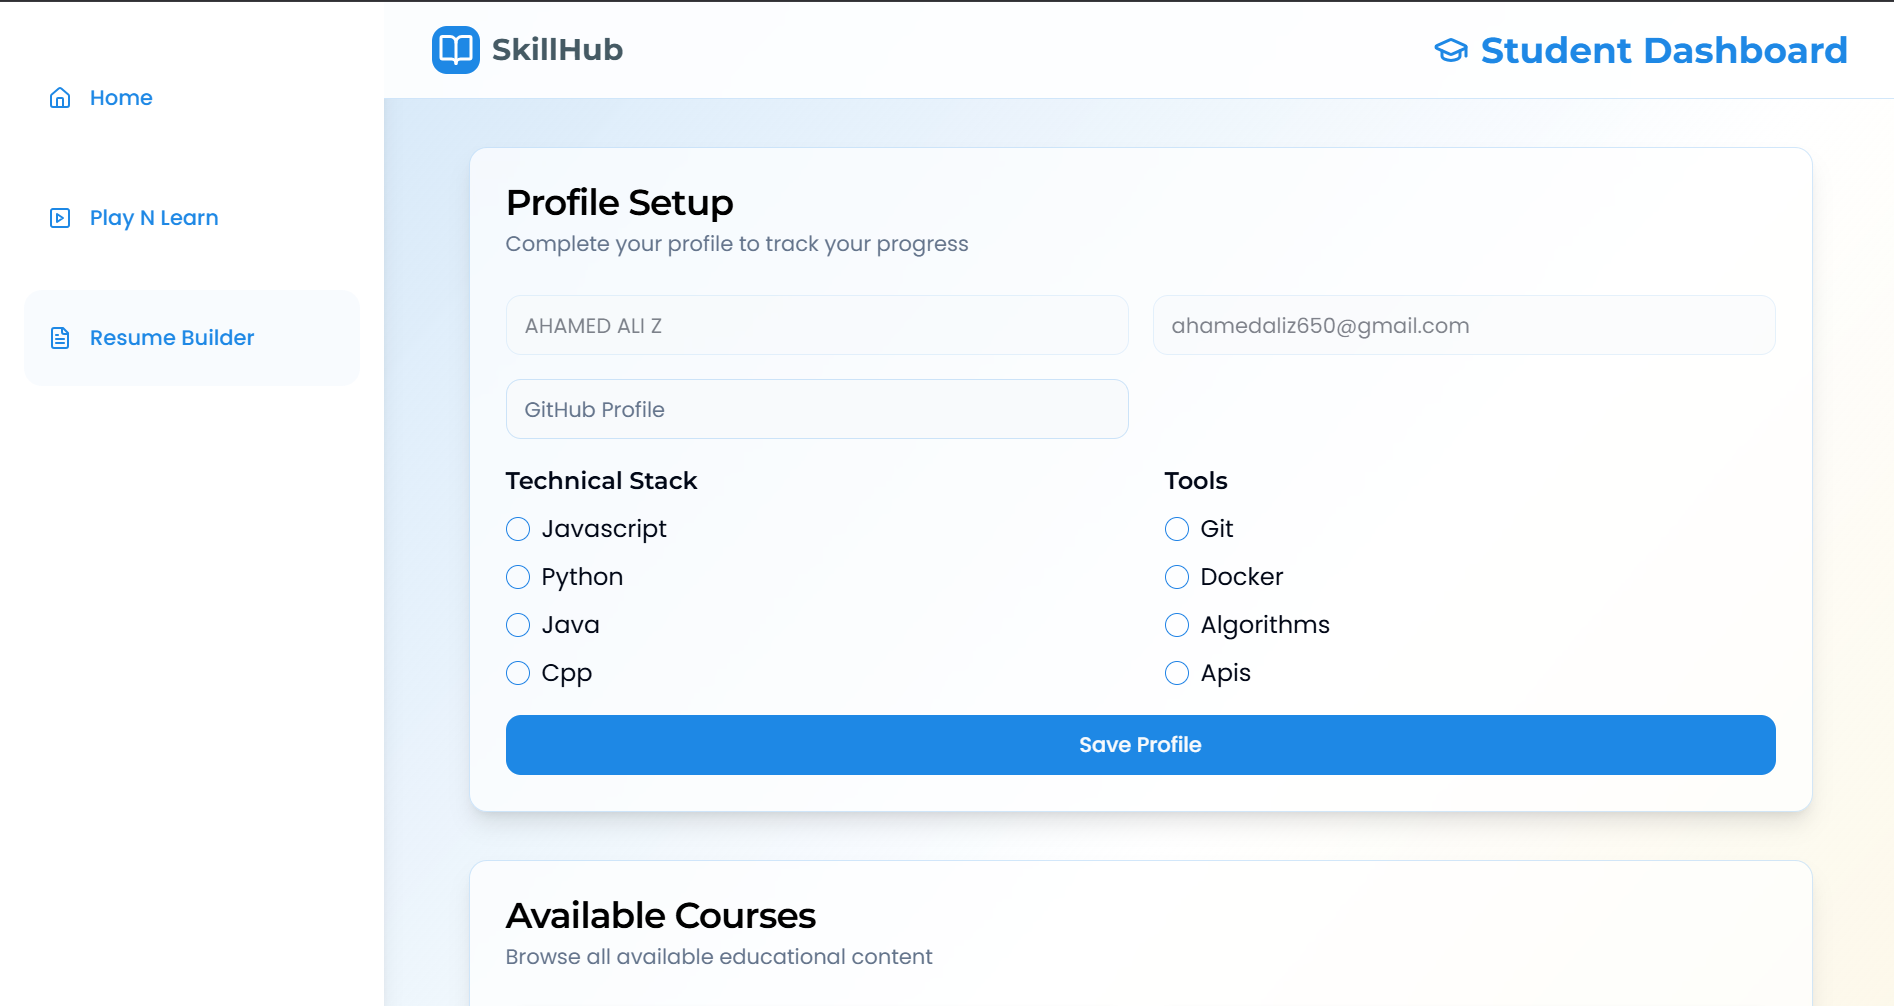 Home
Play N Learn
Resume Builder
SkillHub
Student Dashboard
Profile Setup
Complete your profile to track your progress
AHAMED ALI Z
ahamedaliz650@gmail.com
GitHub Profile
Technical Stack
Javascript
Python
Java
Cpp
Tools
Git
Docker
Algorithms
Apis
Save Profile
Available Courses
Browse all available educational content